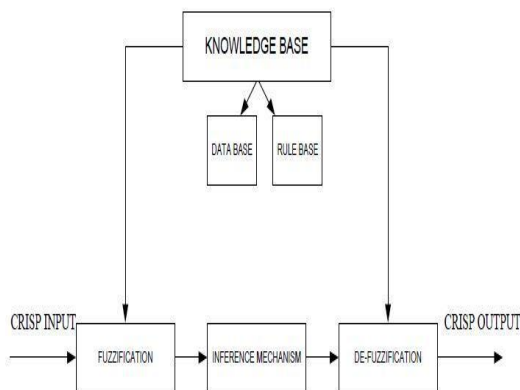 KNOWLEDGE BASE
DATA BASE
RULE BASE
CRISP INPUT
CRISP OUTPUT
FUZZIFICATION
INFERENCE MECHANISM
DE-FUZZIFICATION